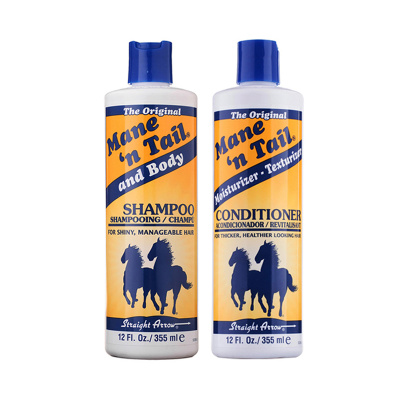 The Original
Mane
'n Tail
and Body
SHAMPOO
SHAMPOOING / CHAMPÚ
FOR SHINY, MANAGEABLE HAIR
Straight Arrow
12 Fl. Oz./ 355 ml e
The Original
Mane
'n Tail
Moisturizer - Texturizer
CONDITIONER
ACONDICIONADOR / REVITALISANT
FOR THICKER, HEALTHIER LOOKING HAIR
Straight Arrow
12 Fl. Oz./ 355 ml e